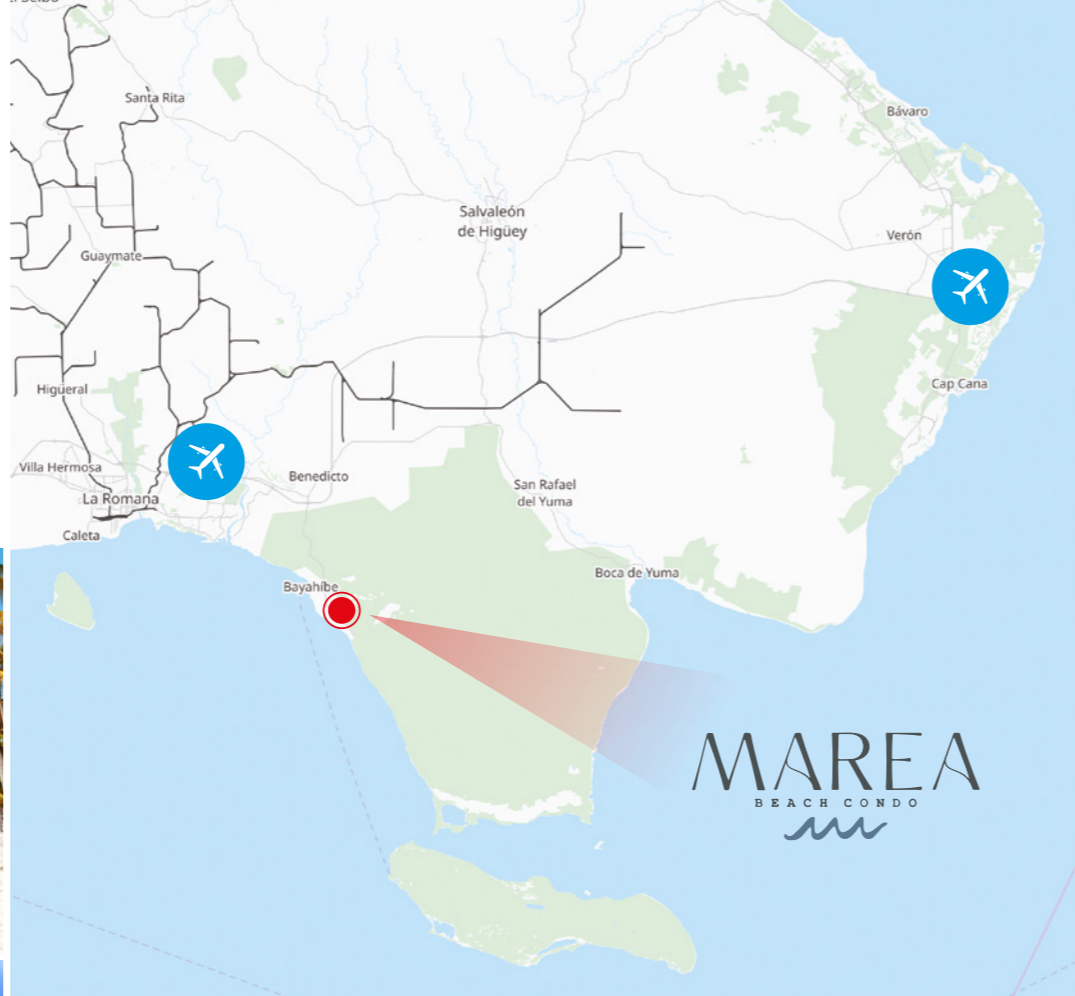 Santa Rita
Bávaro
Salvaleón
de Higüey
Verón
Guaymate
Cap Cana
Higüeral
Villa Hermosa
Benedicto
San Rafael
del Yuma
La Romana
Caleta
Boca de Yuma
Bayahíbe
MAREA
BEACH CONDO